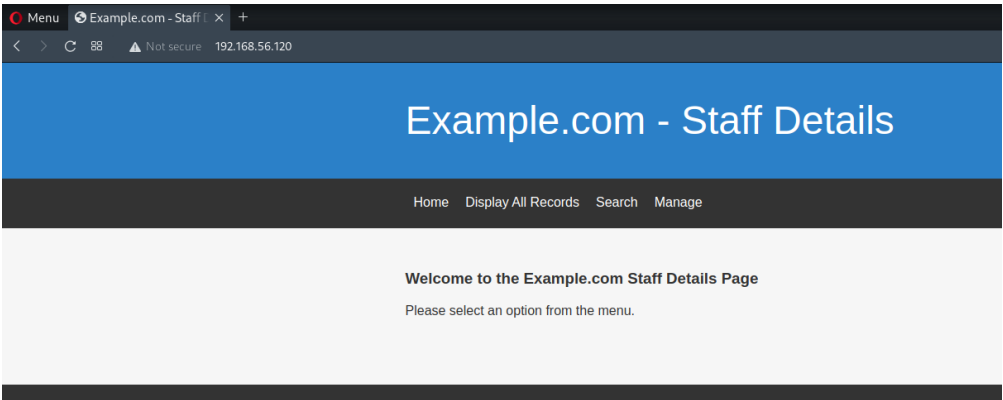 Menu Example.com - Staff
Not secure 192.168.56.120
Example.com - Staff Details
Home Display All Records Search Manage
Welcome to the Example.com Staff Details Page
Please select an option from the menu.